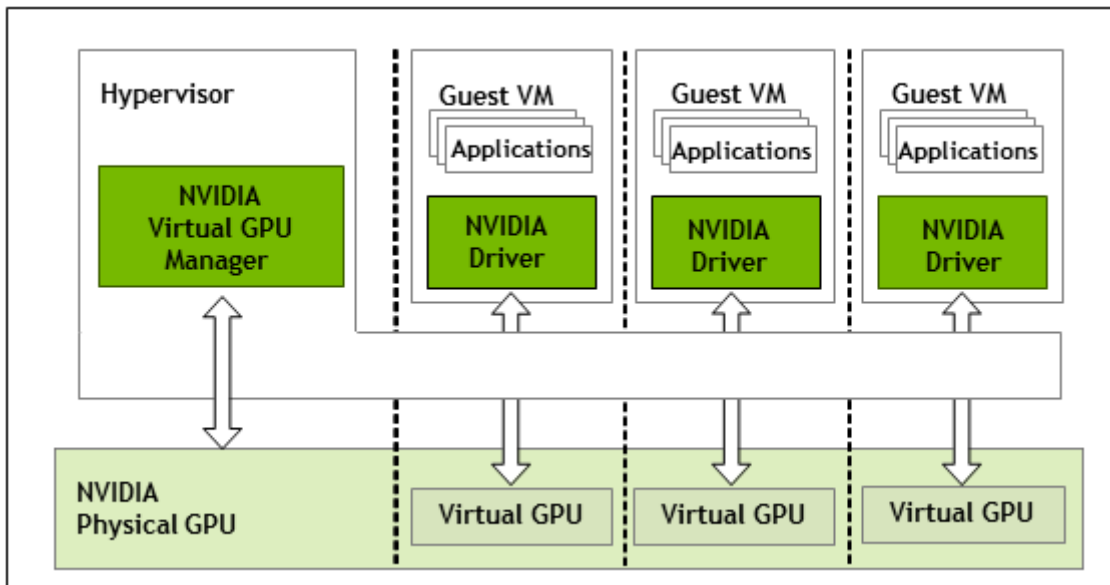 Hypervisor
NVIDIA
Virtual GPU
Manager
Guest VM
Applications
NVIDIA
Driver
Guest VM
Applications
NVIDIA
Driver
Guest VM
Applications
NVIDIA
Driver
NVIDIA
Physical GPU
Virtual GPU
Virtual GPU
Virtual GPU